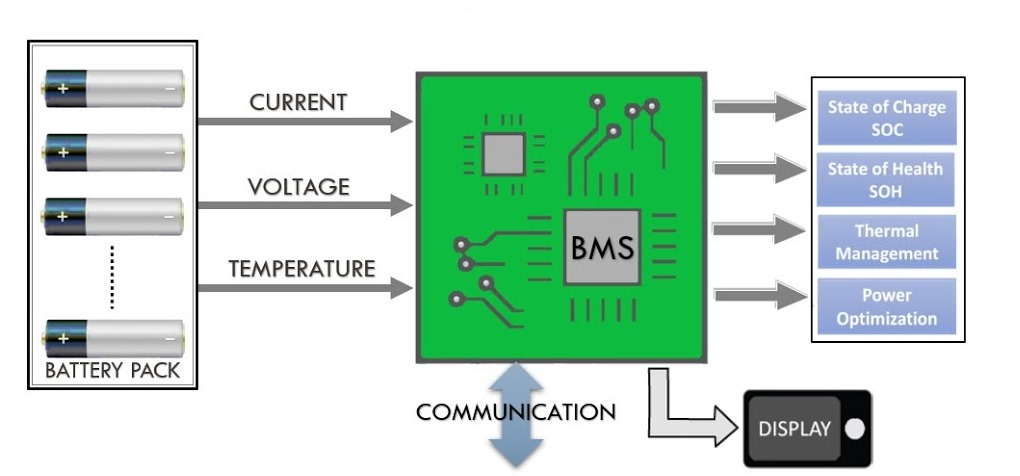 CURRENT
VOLTAGE
TEMPERATURE
BATTERY PACK
BMS
State of Charge
SOC
State of Health
SOH
Thermal
Management
Power
Optimization
COMMUNICATION
DISPLAY